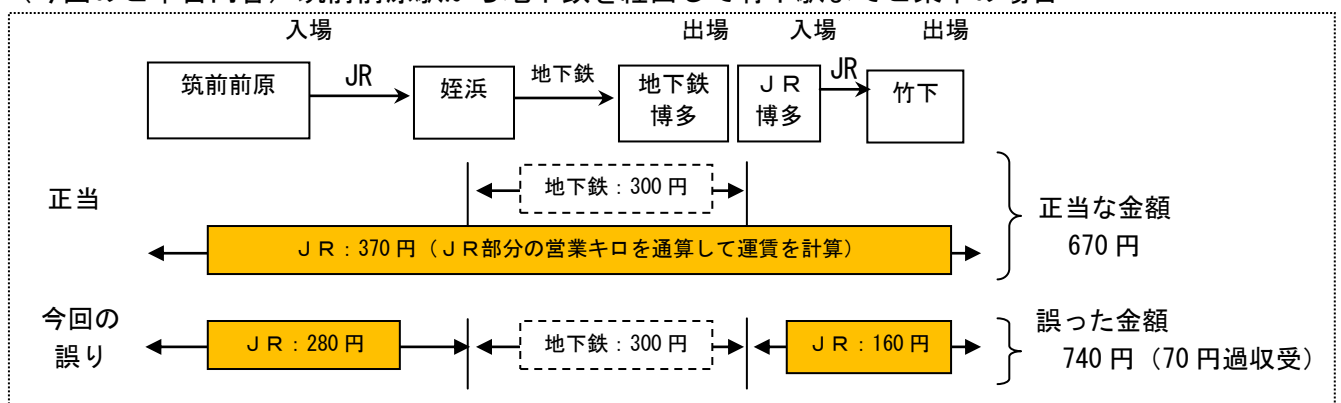 入場 出場 入場 出場
筑前前原 JR 姪浜 地下鉄 地下鉄博多 ＪＲ博多 JR 竹下
正当
地下鉄：300 円
ＪＲ：370 円（ＪＲ部分の営業キロを通算して運賃を計算）
正当な金額
670 円
今回の
誤り
ＪＲ：280 円 地下鉄：300 円 ＪＲ：160 円
誤った金額
740 円（70 円過収受）